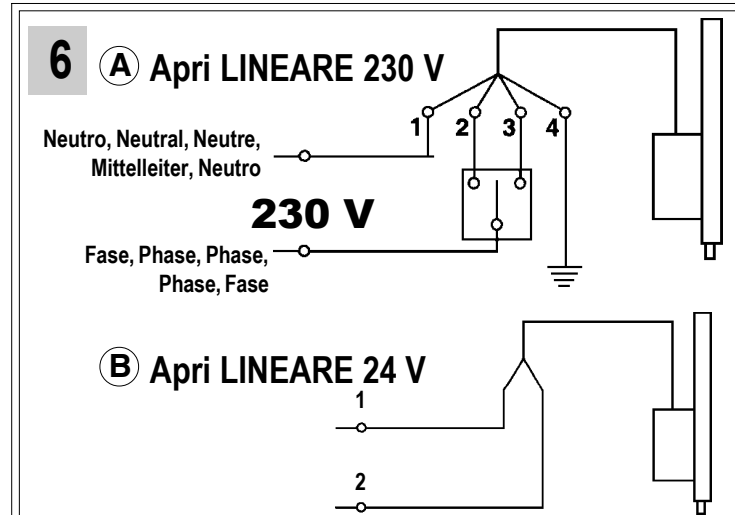 6 A Apri LINEARE 230 V
1 2 3 4
Neutro, Neutral, Neutre,
Mittelleiter, Neutro
230 V
Fase, Phase, Phase,
Phase, Fase
B Apri LINEARE 24 V
1
2